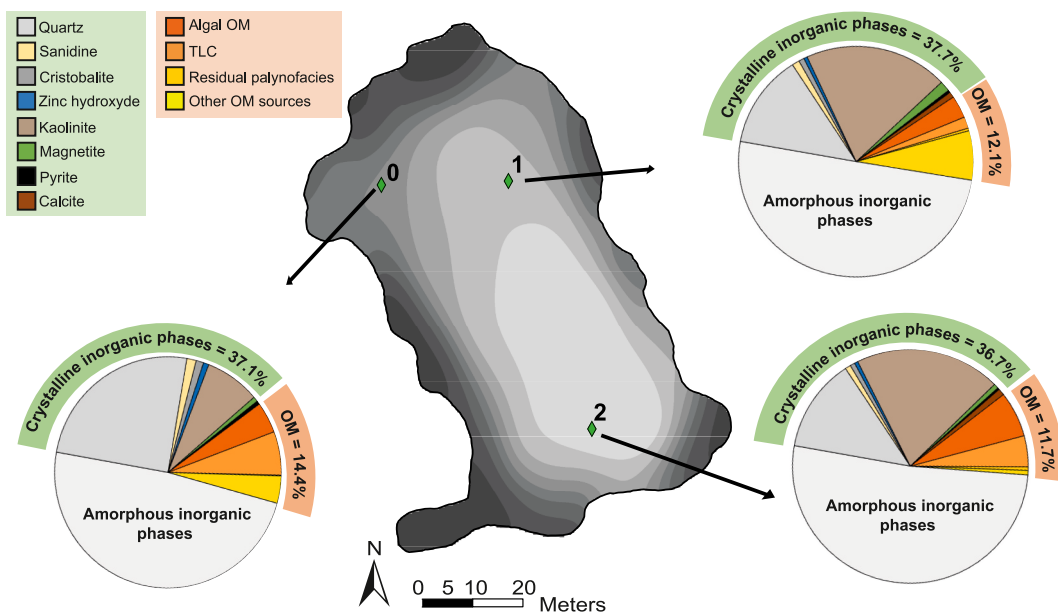 Quartz
Sanidine
Cristobalite
Zinc hydroxyde
Kaolinite
Magnetite
Pyrite
Calcite
Algal OM
TLC
Residual palynofacies
Other OM sources
0
1
2
Crystalline inorganic phases = 37.7%
OM = 12.1%
Amorphous inorganic
phases
Crystalline inorganic phases = 37.1%
OM = 14.4%
Amorphous inorganic
phases
Crystalline inorganic phases = 36.7%
OM = 11.7%
Amorphous inorganic
phases
N
0 5 10 20
Meters